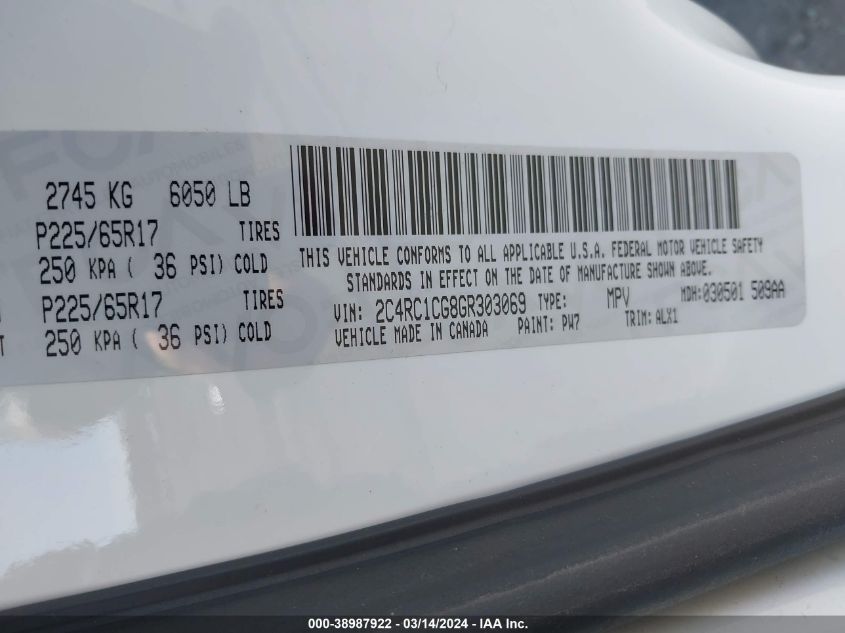 2745 KG 6050 LB
P225/65R17 TIRES
250 KPA ( 36 PSI) COLD
P225/65R17 TIRES
250 KPA ( 36 PSI) COLD
THIS VEHICLE CONFORMS TO ALL APPLICABLE U.S.A. FEDERAL MOTOR VEHICLE SAFETY
STANDARDS IN EFFECT ON THE DATE OF MANUFACTURE SHOWN ABOVE.
VIN: 2C4RC1CG8GR303069 TYPE: MPV MDH:030501 509AA
VEHICLE MADE IN CANADA PAINT: PW7 TRIM: ALX1
000-38987922 - 03/14/2024 - IAA Inc.